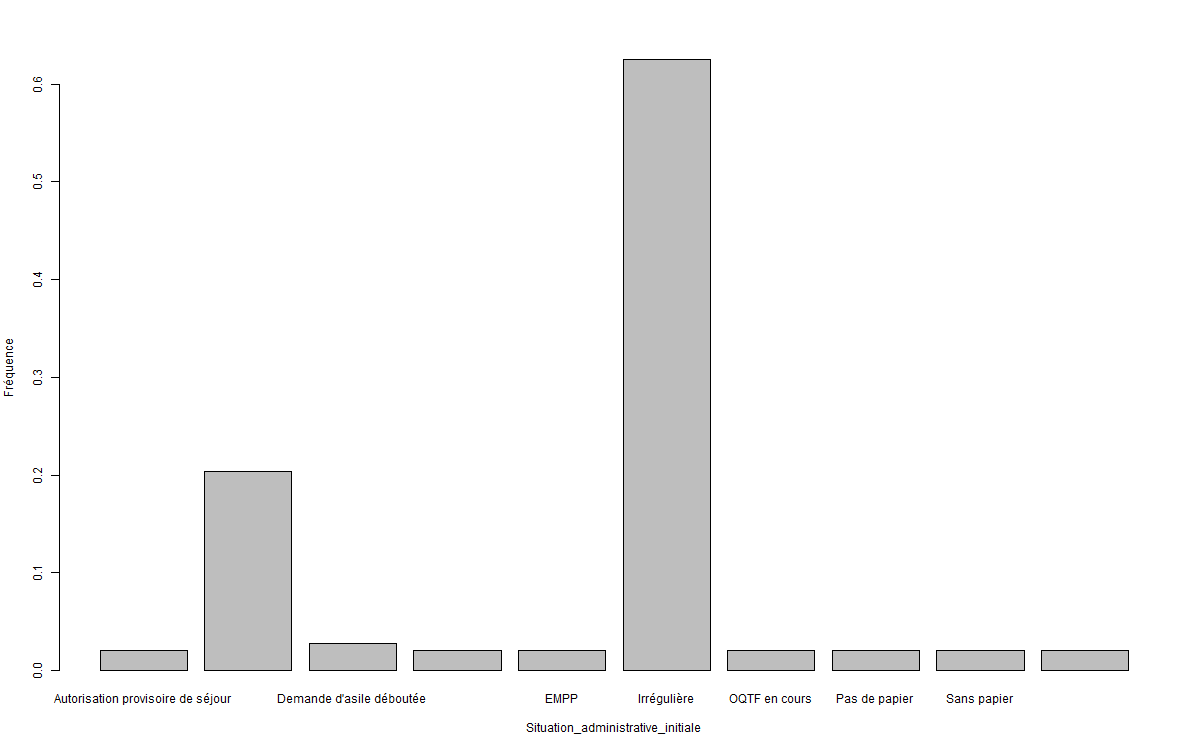 0.6
0.5
0.4
0.3
0.2
0.1
0.0
Fréquence
Autorisation provisoire de séjour Demande d'asile déboutée EMPP Irrégulière OQTF en cours Pas de papier Sans papier
Situation_administrative_initiale